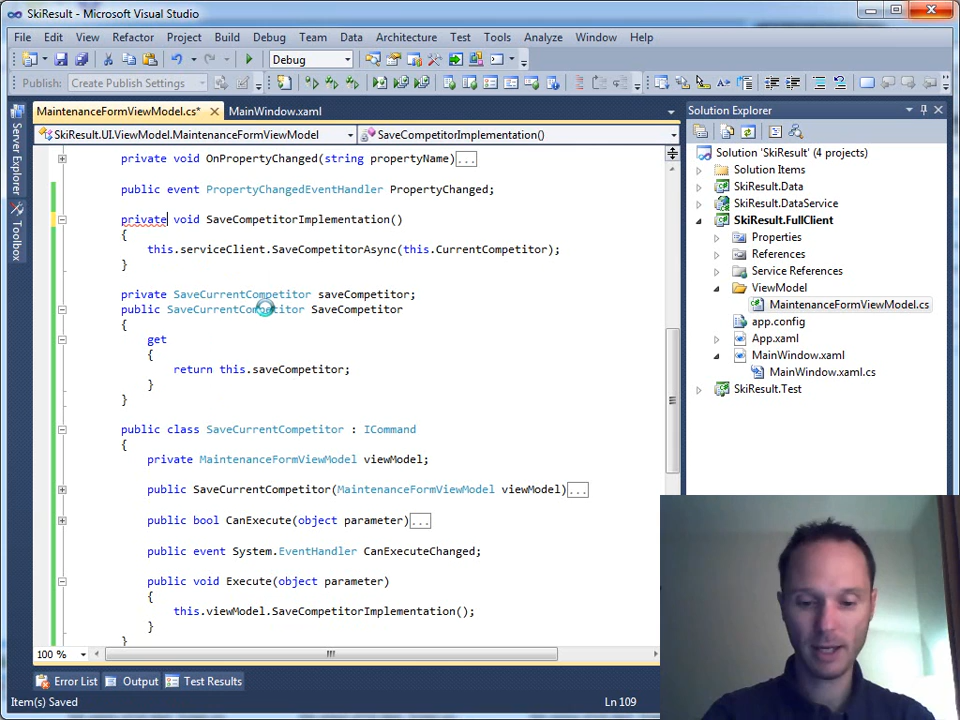 SkiResult - Microsoft Visual Studio
File Edit View Refactor Project Build Debug Team Data Architecture Test Tools Analyze Window Help
Debug
Publish: Create Publish Settings
MaintenanceFormViewModel.cs* MainWindow.xaml
SkiResult.UI.ViewModel.MaintenanceFormViewModel SaveCompetitorImplementation()
private void OnPropertyChanged(string propertyName)...
public event PropertyChangedEventHandler PropertyChanged;
private void SaveCompetitorImplementation()
{
this.serviceClient.SaveCompetitorAsync(this.CurrentCompetitor);
}
private SaveCurrentCompetitor saveCompetitor;
public SaveCurrentCompetitor SaveCompetitor
{
get
{
return this.saveCompetitor;
}
}
public class SaveCurrentCompetitor : ICommand
{
private MaintenanceFormViewModel viewModel;
public SaveCurrentCompetitor(MaintenanceFormViewModel viewModel)...
public bool CanExecute(object parameter)...
public event System.EventHandler CanExecuteChanged;
public void Execute(object parameter)
{
this.viewModel.SaveCompetitorImplementation();
}
}
100 %
Error List Output Test Results
Item(s) Saved Ln 109
Server Explorer
Toolbox
Solution Explorer
Solution 'SkiResult' (4 projects)
Solution Items
SkiResult.Data
SkiResult.DataService
SkiResult.FullClient
Properties
References
Service References
ViewModel
MaintenanceFormViewModel.cs
app.config
App.xaml
MainWindow.xaml
MainWindow.xaml.cs
SkiResult.Test